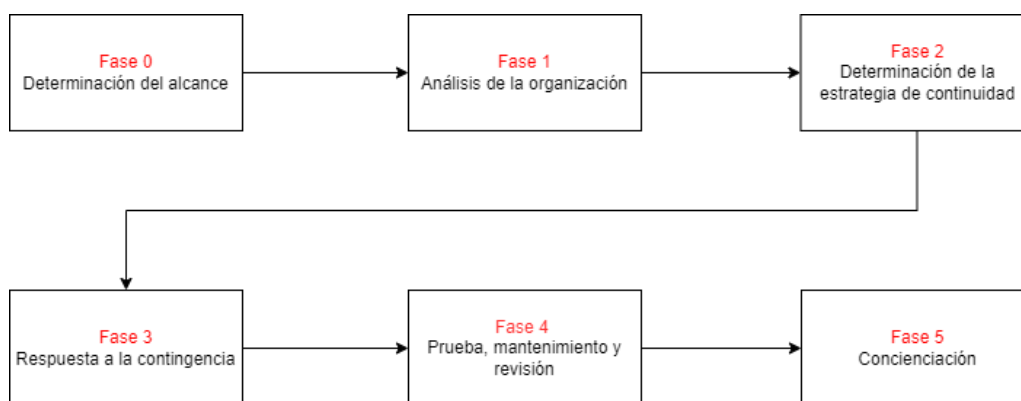 Fase 0
Determinación del alcance
Fase 1
Análisis de la organización
Fase 2
Determinación de la
estrategia de continuidad
Fase 3
Respuesta a la contingencia
Fase 4
Prueba, mantenimiento y
revisión
Fase 5
Concienciación